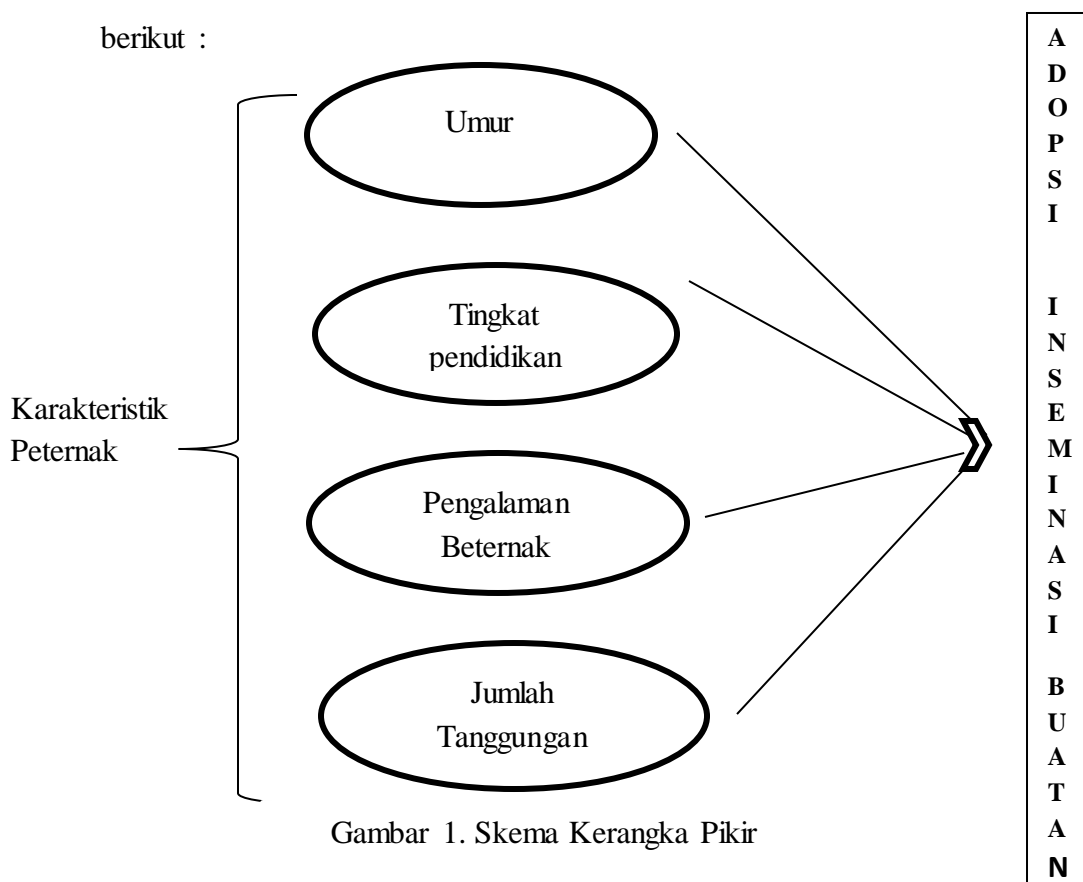 berikut :
Umur
Tingkat
pendidikan
Karakteristik
Peternak
Pengalaman
Beternak
Jumlah
Tanggungan
Gambar 1. Skema Kerangka Pikir
A
D
O
P
S
I
I
N
S
E
M
I
N
A
S
I
B
U
A
T
A
N